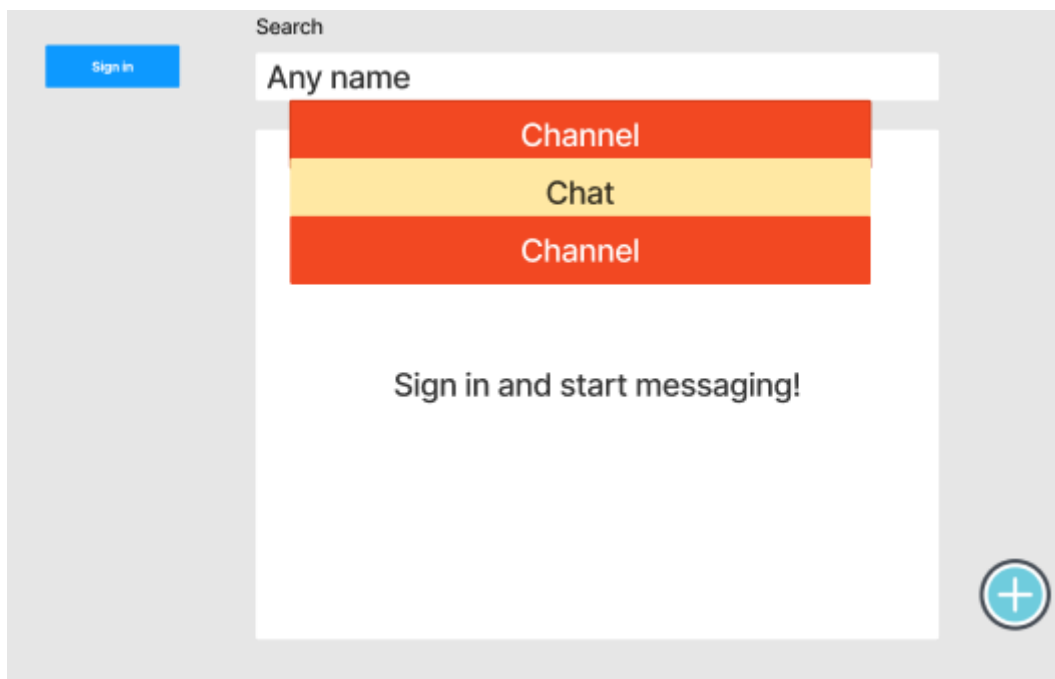 Search
Sign in
Any name
Channel
Chat
Channel
Sign in and start messaging!